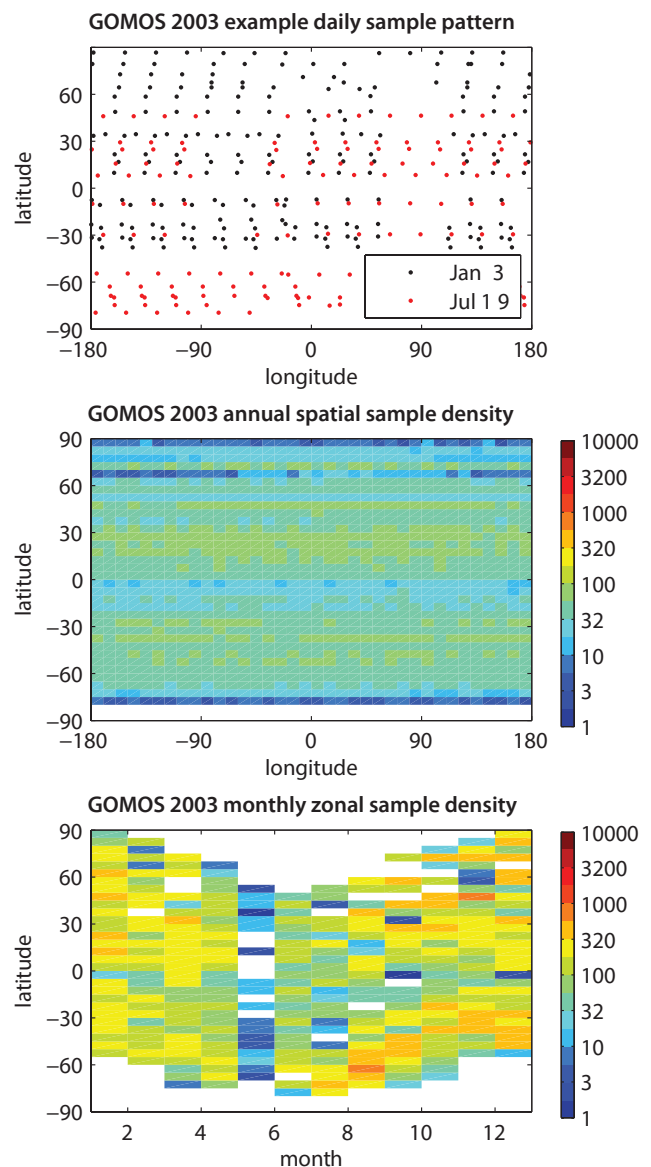 GOMOS 2003 example daily sample pattern
60
30
0
−30
−60
−90
latitude
Jan 3
Jul 1 9
−180 −90 0 90 180
longitude
GOMOS 2003 annual spatial sample density
90
60
30
0
−30
−60
−90
latitude
−180 −90 0 90 180
longitude
10000
3200
1000
320
100
32
10
3
1
GOMOS 2003 monthly zonal sample density
90
60
30
0
−30
−60
−90
latitude
2 4 6 8 10 12
month
10000
3200
1000
320
100
32
10
3
1